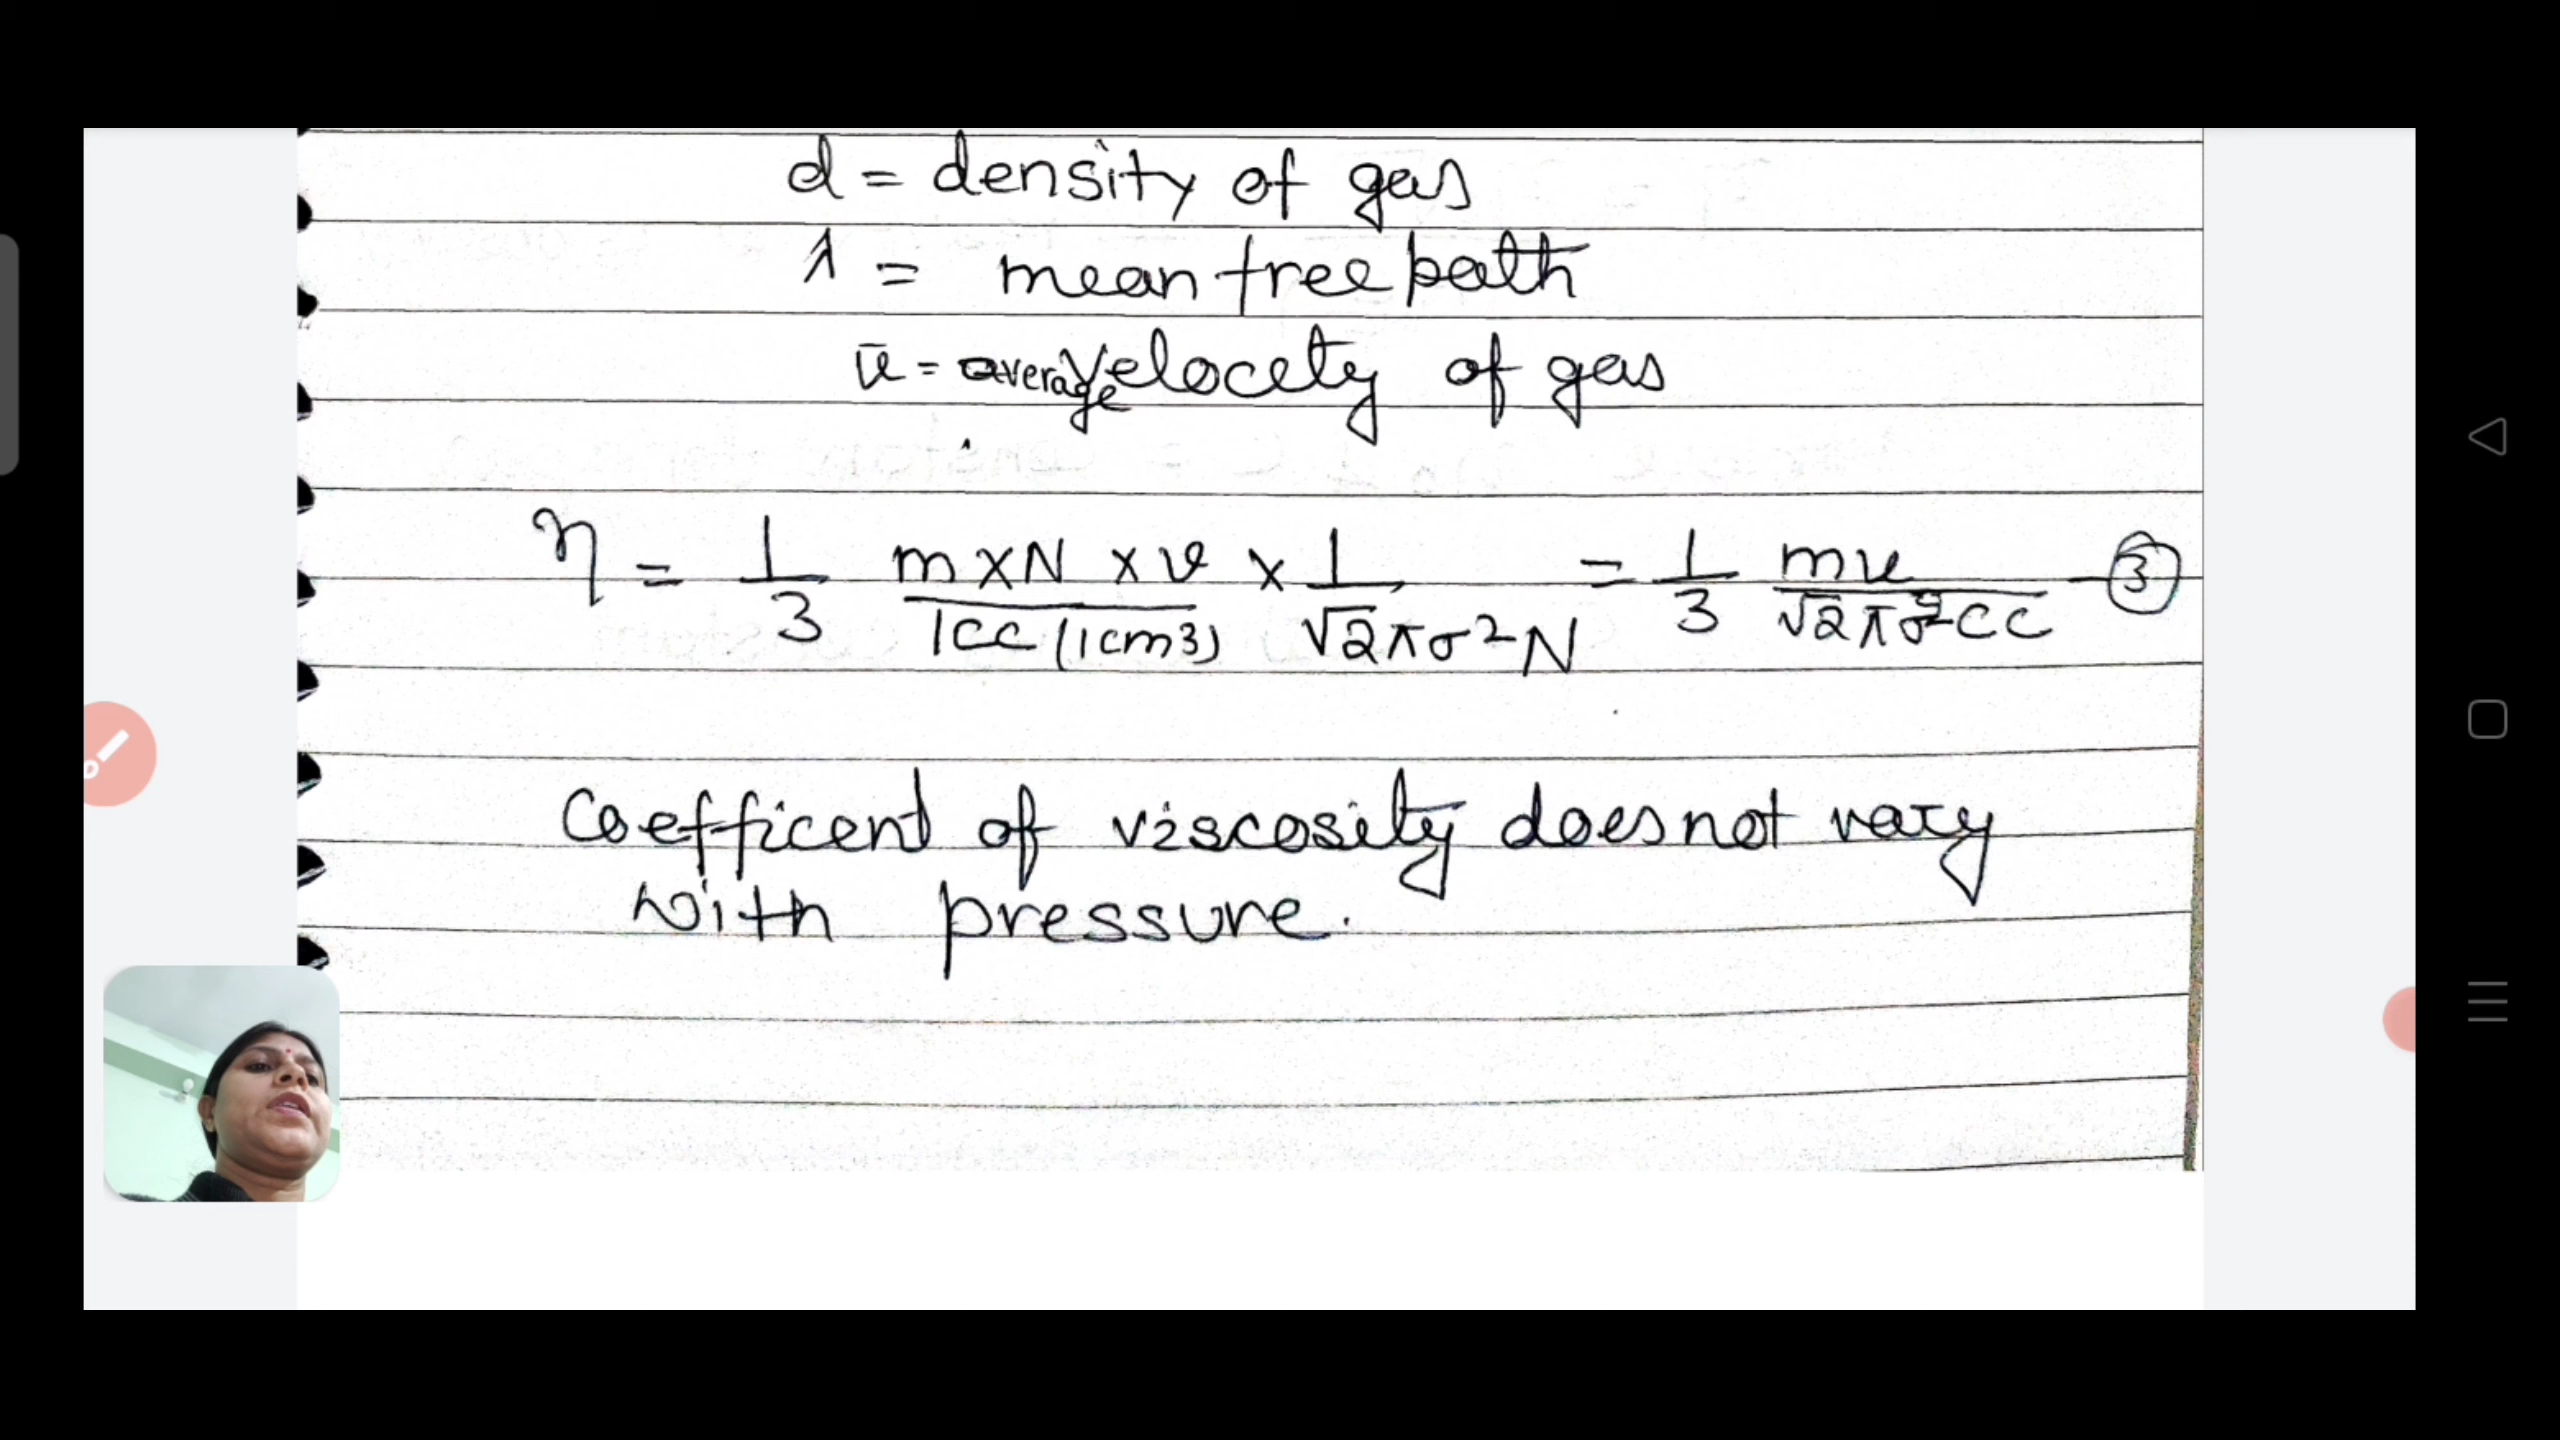 d = density of gas
λ = mean free path
v̄ = average velocety of gas
η = 1/3 m×N×v/1cc(1cm3) × 1/√2πσ²N = 1/3 mv/√2πσ²cc — ③
Coefficent of viscosity does not vary
with pressure.